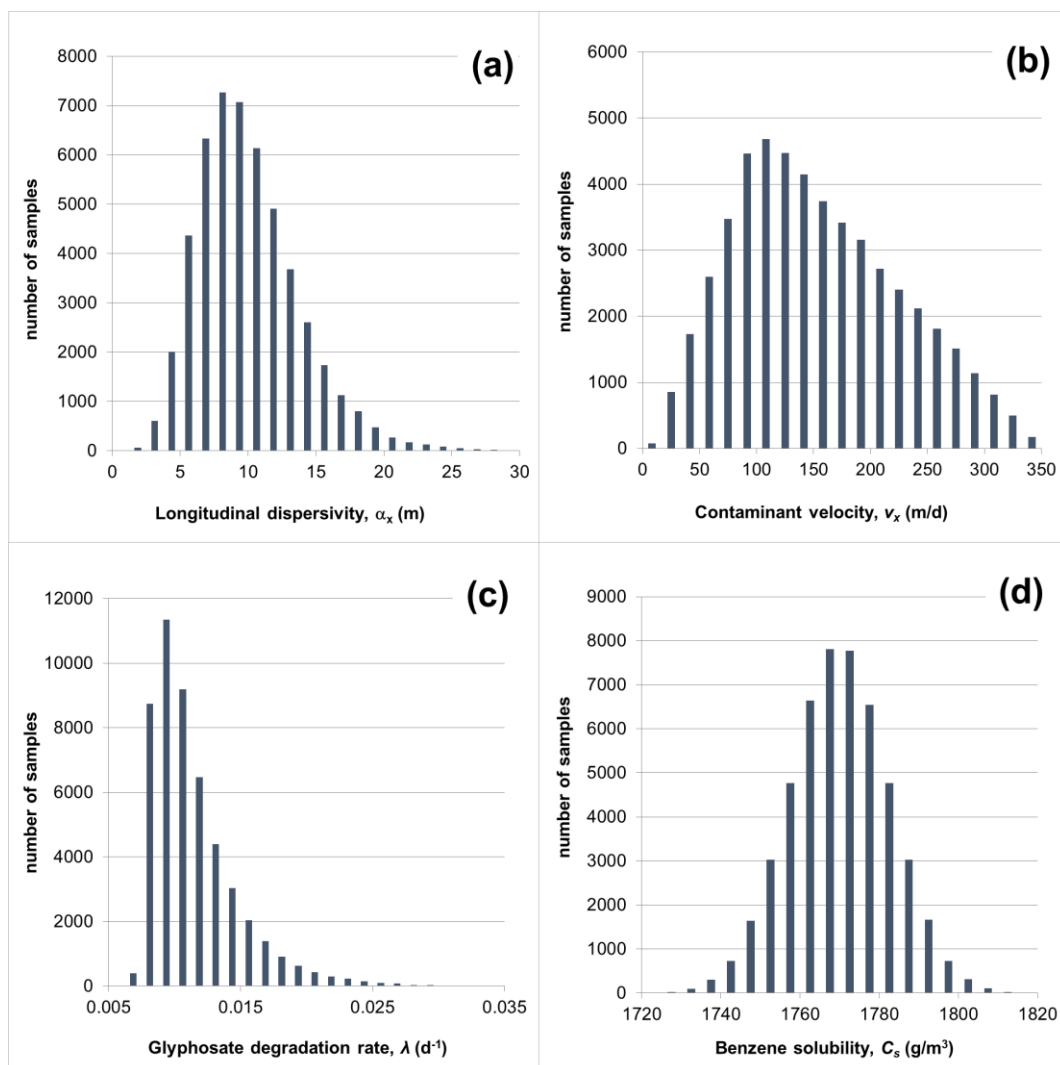 (a)
8000
7000
6000
5000
4000
3000
2000
1000
0
number of samples
0 5 10 15 20 25 30
Longitudinal dispersivity, αx (m)
(b)
6000
5000
4000
3000
2000
1000
0
number of samples
0 50 100 150 200 250 300 350
Contaminant velocity, vx (m/d)
(c)
12000
10000
8000
6000
4000
2000
0
number of samples
0.005 0.015 0.025 0.035
Glyphosate degradation rate, λ (d-1)
(d)
9000
8000
7000
6000
5000
4000
3000
2000
1000
0
number of samples
1720 1740 1760 1780 1800 1820
Benzene solubility, Cs (g/m3)